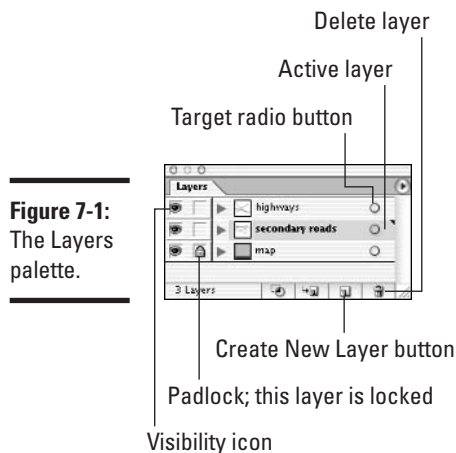 Delete layer
Active layer
Target radio button
Figure 7-1:
The Layers
palette.
Layers
highways
secondary roads
map
3 Layers
Create New Layer button
Padlock; this layer is locked
Visibility icon